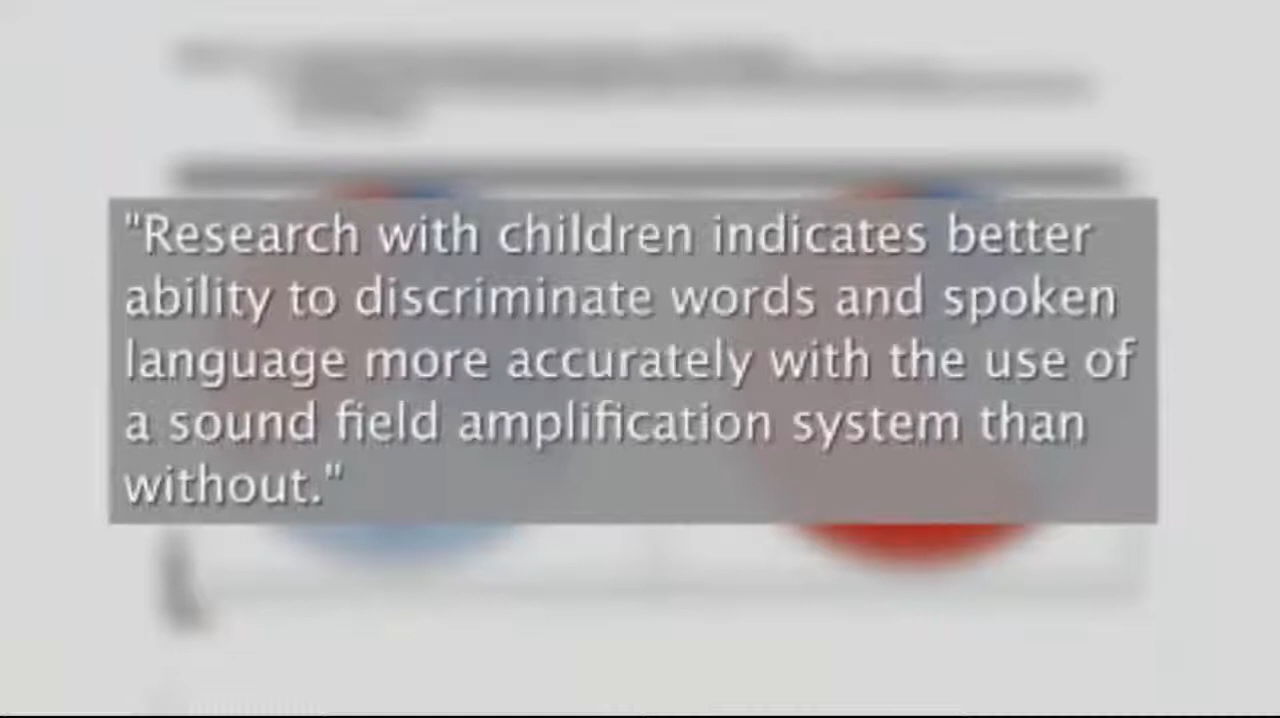 "Research with children indicates better
ability to discriminate words and spoken
language more accurately with the use of
a sound field amplification system than
without."